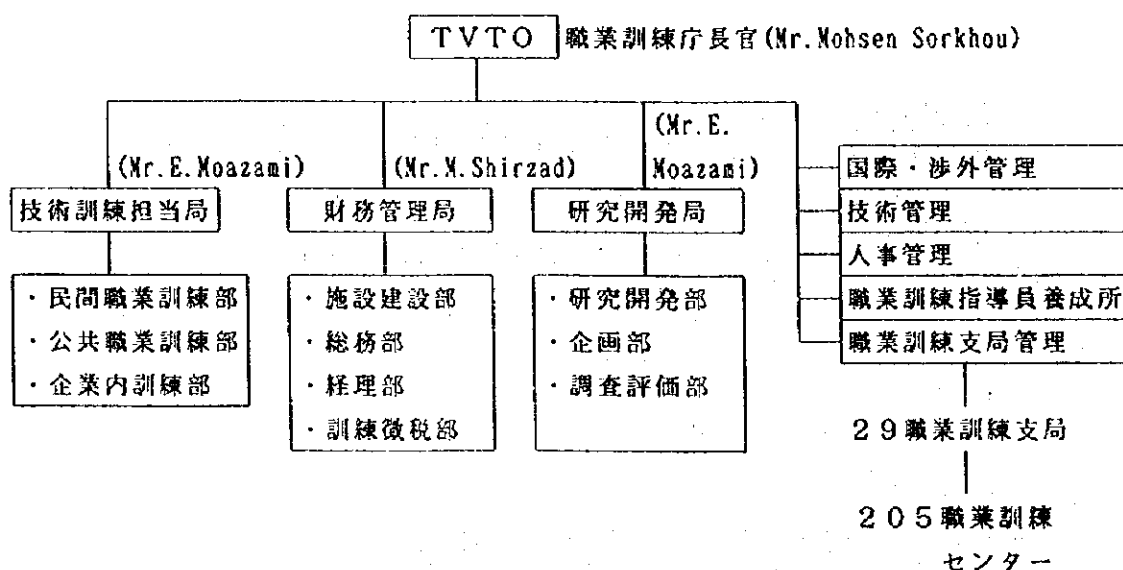 TVTO 職業訓練庁長官(Mr.Mohsen Sorkhou)
(Mr.E.Moazami)
技術訓練担当局
・民間職業訓練部
・公共職業訓練部
・企業内訓練部
(Mr.M.Shirzad)
財務管理局
・施設建設部
・総務部
・経理部
・訓練徴税部
(Mr.E.
Moazami)
研究開発局
・研究開発部
・企画部
・調査評価部
国際・渉外管理
技術管理
人事管理
職業訓練指導員養成所
職業訓練支局管理
29職業訓練支局
205職業訓練
センター